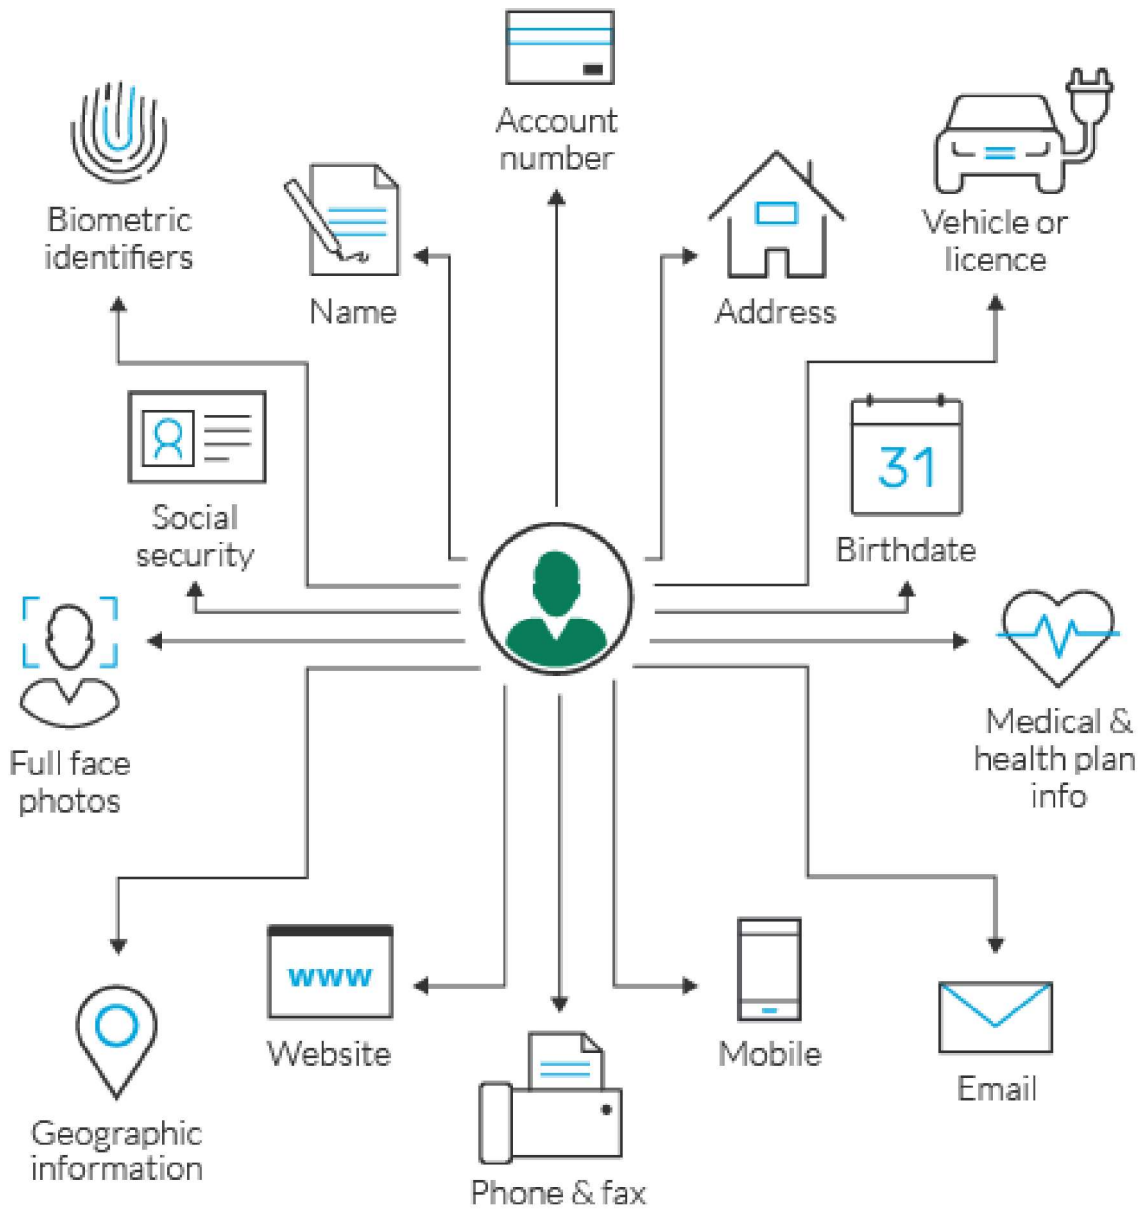 Account
number
Biometric
identifiers
Vehicle or
licence
Name
Address
31
Social
security
Birthdate
Medical &
health plan
info
Full face
photos
www
Website
Mobile
Email
Geographic
information
Phone & fax